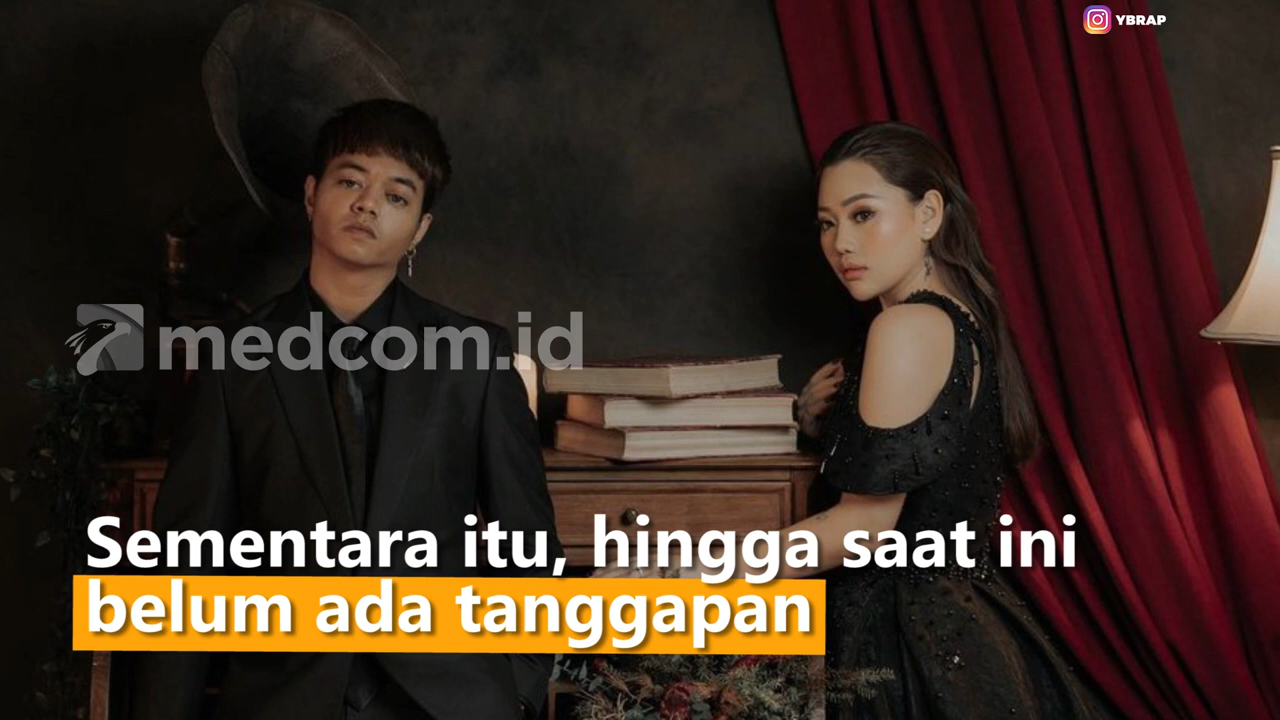 YBRAP
medcom.id
Sementara itu, hingga saat ini
belum ada tanggapan